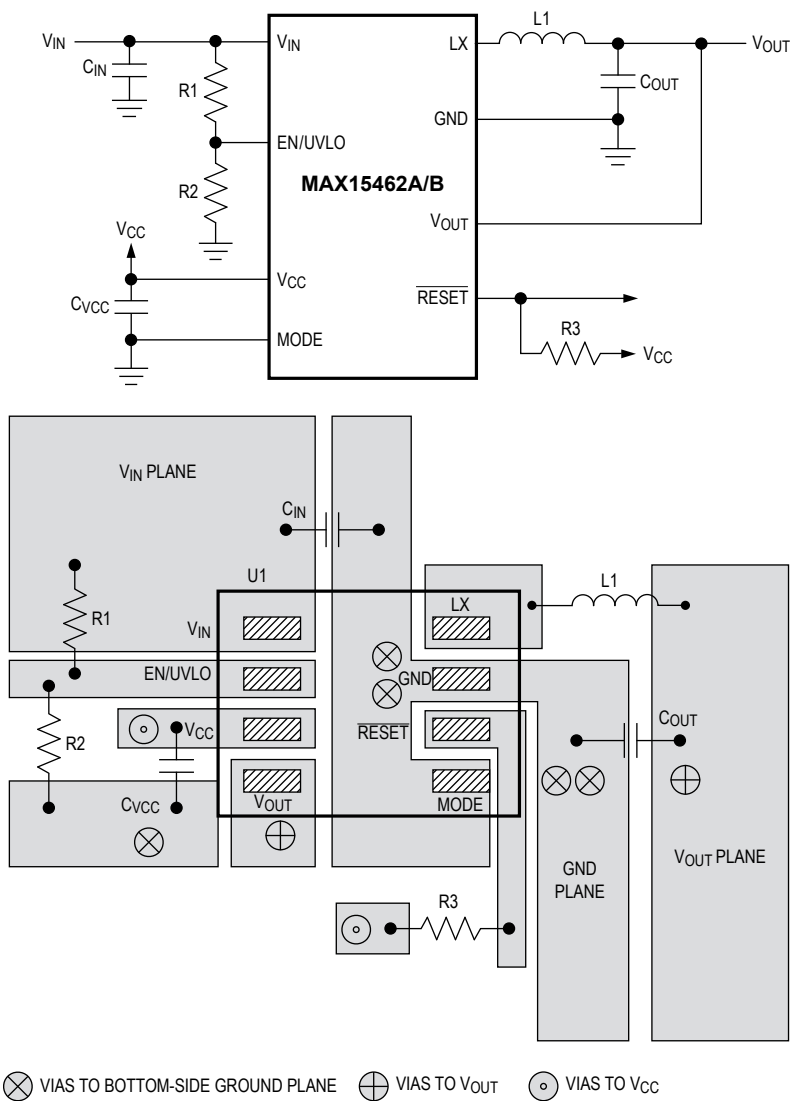 L1
VIN
VIN
LX
VOUT
CIN
R1
COUT
GND
EN/UVLO
MAX15462A/B
R2
VOUT
VCC
VCC
RESET
CVCC
R3
MODE
VCC
VIN PLANE
CIN
U1
L1
LX
R1
VIN
EN/UVLO
GND
COUT
R2
VCC
RESET
CVCC
VOUT
MODE
VOUT PLANE
GND
PLANE
R3
VIAS TO BOTTOM-SIDE GROUND PLANE
VIAS TO VOUT
VIAS TO VCC